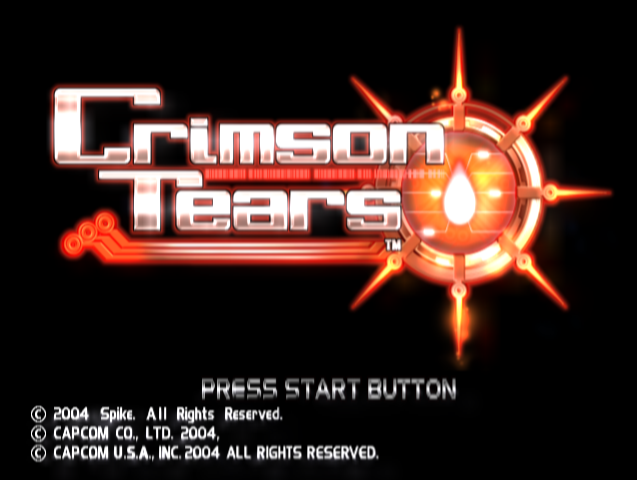 Crimson
Tears
TM
PRESS START BUTTON
© 2004 Spike. All Rights Reserved.
© CAPCOM CO., LTD. 2004,
© CAPCOM U.S.A., INC. 2004 ALL RIGHTS RESERVED.